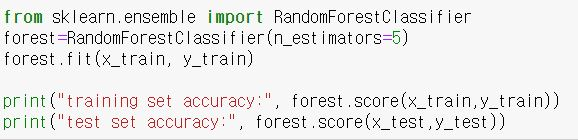 from sklearn.ensemble import RandomForestClassifier
forest=RandomForestClassifier(n_estimators=5)
forest.fit(x_train, y_train)
print("training set accuracy:", forest.score(x_train,y_train))
print("test set accuracy:", forest.score(x_test,y_test))